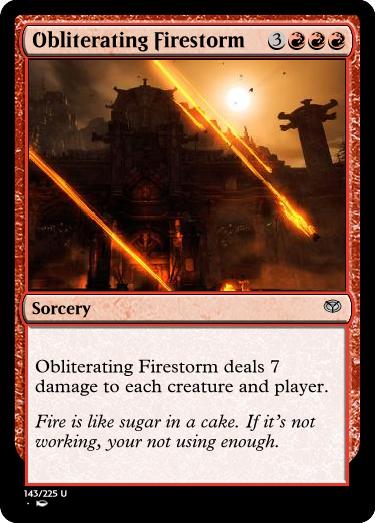 Obliterating Firestorm 3
Sorcery
Obliterating Firestorm deals 7
damage to each creature and player.
Fire is like sugar in a cake. If it's not
working, your not using enough.
143/225 U